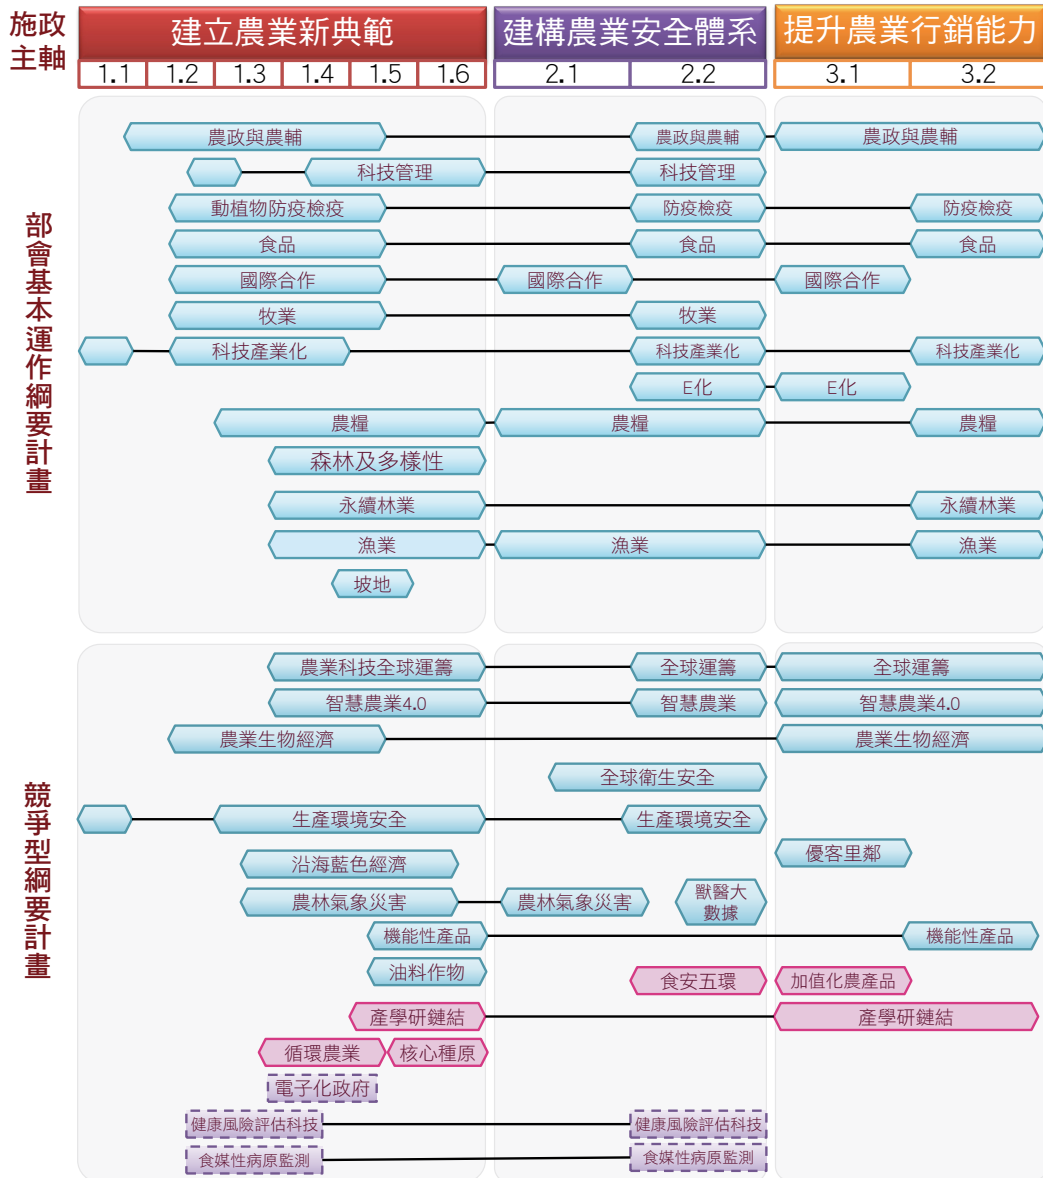 施政
主軸
建立農業新典範
建構農業安全體系
提升農業行銷能力
1.1 1.2 1.3 1.4 1.5 1.6 2.1 2.2 3.1 3.2
部會基本運作綱要計畫
農政與農輔 農政與農輔 農政與農輔
科技管理 科技管理
動植物防疫檢疫 防疫檢疫 防疫檢疫
食品 食品 食品
國際合作 國際合作 國際合作
牧業 牧業
科技產業化 科技產業化 科技產業化
E化 E化
農糧 農糧 農糧
森林及多樣性
永續林業 永續林業
漁業 漁業 漁業
坡地
競爭型綱要計畫
農業科技全球運籌 全球運籌 全球運籌
智慧農業4.0 智慧農業 智慧農業4.0
農業生物經濟 農業生物經濟
全球衛生安全
生產環境安全 生產環境安全
優客里鄰
沿海藍色經濟
農林氣象災害 農林氣象災害
獸醫大
數據
機能性產品 機能性產品
油料作物
食安五環 加值化農產品
產學研鏈結 產學研鏈結
循環農業 核心種原
電子化政府
健康風險評估科技 健康風險評估科技
食媒性病原監測 食媒性病原監測